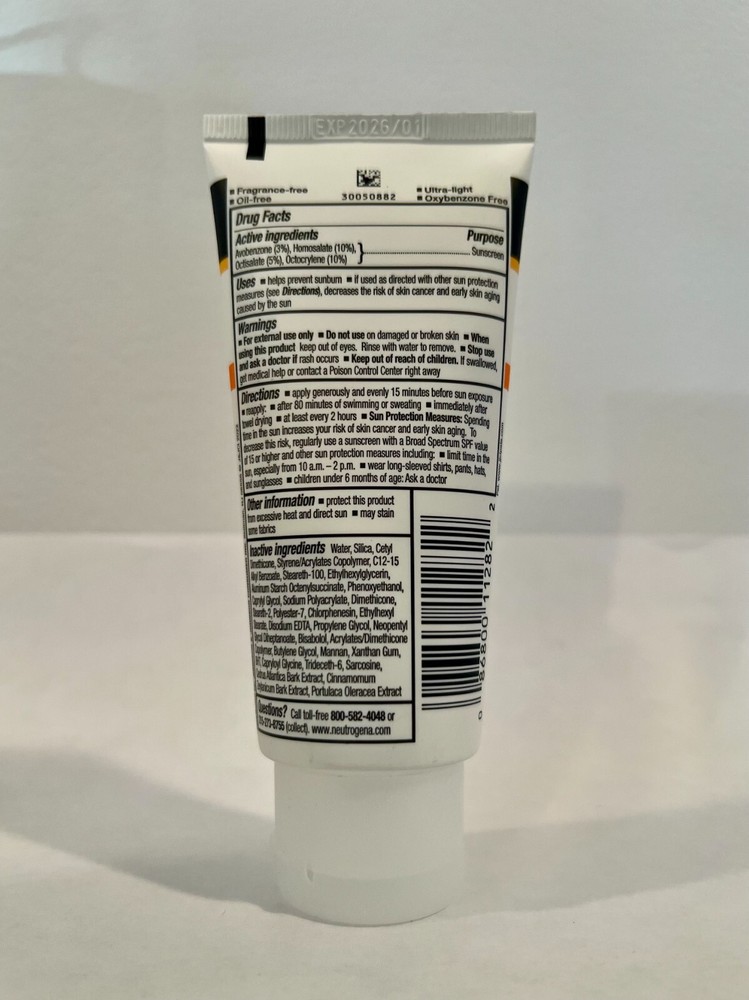 EXP 2026/01
▪ Fragrance-free
▪ Oil-free
30050882
▪ Ultra-light
▪ Oxybenzone Free
Drug Facts
Active ingredients Purpose
Avobenzone (3%), Homosalate (10%),
Octisalate (5%), Octocrylene (10%)
Sunscreen
Uses ▪ helps prevent sunburn ▪ if used as directed with other sun protection
measures (see Directions), decreases the risk of skin cancer and early skin aging
caused by the sun
Warnings
▪ For external use only ▪ Do not use on damaged or broken skin ▪ When
using this product keep out of eyes. Rinse with water to remove. ▪ Stop use
and ask a doctor if rash occurs ▪ Keep out of reach of children. If swallowed,
get medical help or contact a Poison Control Center right away
Directions ▪ apply generously and evenly 15 minutes before sun exposure
▪ reapply: ▪ after 80 minutes of swimming or sweating ▪ immediately after
towel drying ▪ at least every 2 hours ▪ Sun Protection Measures: Spending
time in the sun increases your risk of skin cancer and early skin aging. To
decrease this risk, regularly use a sunscreen with a Broad Spectrum SPF value
of 15 or higher and other sun protection measures including: ▪ limit time in the
sun, especially from 10 a.m. – 2 p.m. ▪ wear long-sleeved shirts, pants, hats,
and sunglasses ▪ children under 6 months of age: Ask a doctor
Other information ▪ protect this product
from excessive heat and direct sun ▪ may stain
some fabrics
Inactive ingredients Water, Silica, Cetyl
Dimethicone, Styrene/Acrylates Copolymer, C12-15
Alkyl Benzoate, Steareth-100, Ethylhexylglycerin,
Aluminum Starch Octenylsuccinate, Phenoxyethanol,
Caprylyl Glycol, Sodium Polyacrylate, Dimethicone,
Steareth-2, Polyester-7, Chlorphenesin, Ethylhexyl
Stearate, Disodium EDTA, Propylene Glycol, Neopentyl
Glycol Diheptanoate, Bisabolol, Acrylates/Dimethicone
Copolymer, Butylene Glycol, Mannan, Xanthan Gum,
BHT, Capryloyl Glycine, Trideceth-6, Sarcosine,
Cedrus Atlantica Bark Extract, Cinnamomum
Zeylanicum Bark Extract, Portulaca Oleracea Extract
Questions? Call toll-free 800-582-4048 or
(collect). www.neutrogena.com
0 86800 11282 2